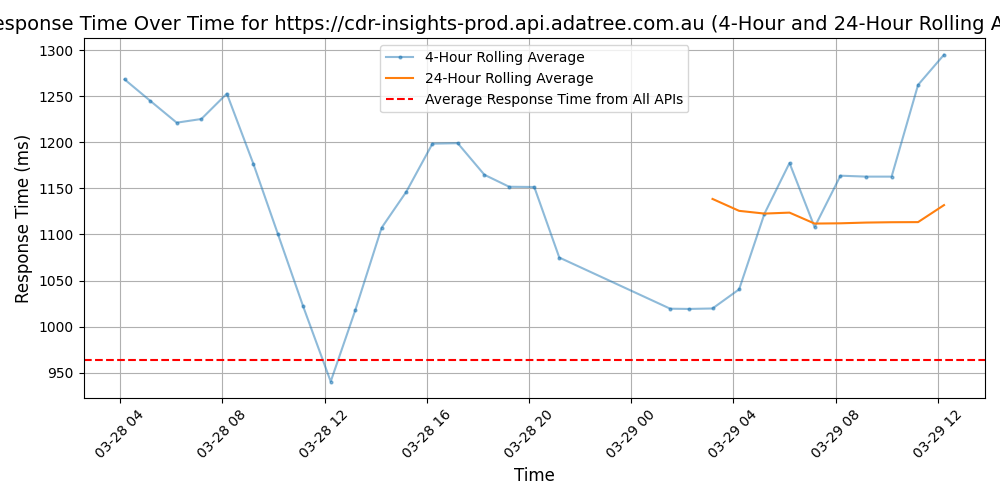 esponse Time Over Time for https://cdr-insights-prod.api.adatree.com.au (4-Hour and 24-Hour Rolling A
4-Hour Rolling Average
24-Hour Rolling Average
Average Response Time from All APIs
Response Time (ms)
1300
1250
1200
1150
1100
1050
1000
950
03-28 04
03-28 08
03-28 12
03-28 16
03-28 20
03-29 00
03-29 04
03-29 08
03-29 12
Time